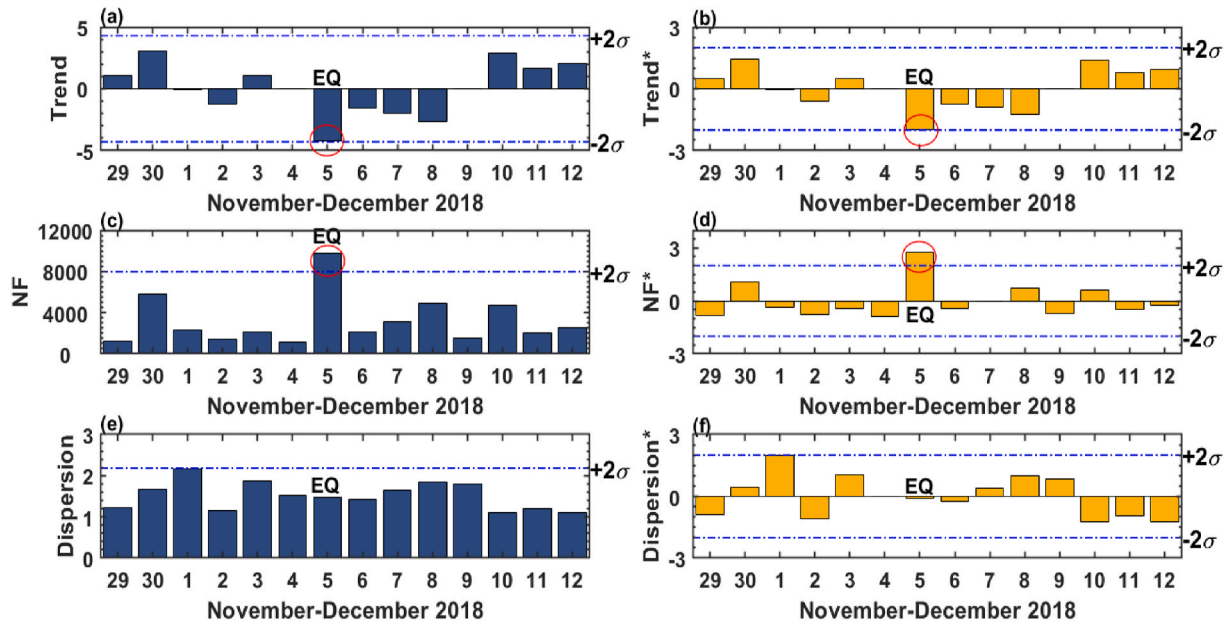 (a)
5
0
-5
Trend
EQ
+2σ
-2σ
29 30 1 2 3 4 5 6 7 8 9 10 11 12
November-December 2018
(b)
3
0
-3
Trend*
EQ
+2σ
-2σ
29 30 1 2 3 4 5 6 7 8 9 10 11 12
November-December 2018
(c)
12000
8000
4000
0
NF
EQ
+2σ
29 30 1 2 3 4 5 6 7 8 9 10 11 12
November-December 2018
(d)
3
0
-3
NF*
EQ
+2σ
-2σ
29 30 1 2 3 4 5 6 7 8 9 10 11 12
November-December 2018
(e)
3
2
1
0
Dispersion
EQ
+2σ
29 30 1 2 3 4 5 6 7 8 9 10 11 12
November-December 2018
(f)
3
0
-3
Dispersion*
EQ
+2σ
-2σ
29 30 1 2 3 4 5 6 7 8 9 10 11 12
November-December 2018